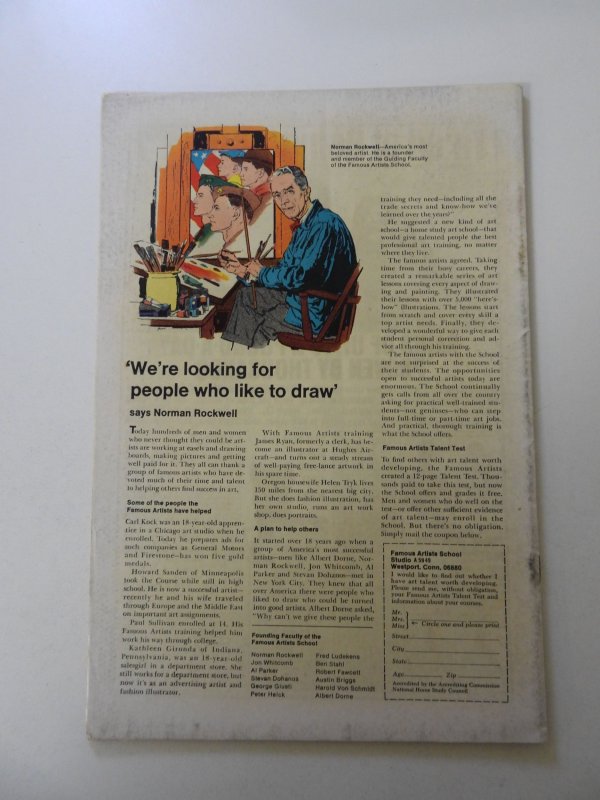 Norman Rockwell—America's most
beloved artist. He is a founder
and member of the Guiding Faculty
of the Famous Artists School.
'We're looking for
people who like to draw'
says Norman Rockwell
Today hundreds of men and women
who never thought they could be art-
ists are working at easels and drawing
boards, making pictures and getting
well paid for it. They all can thank a
group of famous artists who have de-
voted much of their time and talent
to helping others find success in art.
Some of the people the
Famous Artists have helped
Carl Kock was an 18-year-old appren-
tice in a Chicago art studio when he
enrolled. Today he prepares ads for
such companies as General Motors
and Firestone—has won five gold
medals.
Howard Sanden of Minneapolis
took the Course while still in high
school. He is now a successful artist—
recently he and his wife traveled
through Europe and the Middle East
on important art assignments.
Paul Sullivan enrolled at 14. His
Famous Artists training helped him
work his way through college.
Kathleen Gironda of Indiana,
Pennsylvania, was an 18-year-old
salesgirl in a department store. She
still works for a department store, but
now it's as an advertising artist and
fashion illustrator.
With Famous Artists training
James Ryan, formerly a clerk, has be-
come an illustrator at Hughes Air-
craft—and turns out a steady stream
of well-paying free-lance artwork in
his spare time.
Oregon housewife Helen Tryk lives
150 miles from the nearest big city.
But she does fashion illustration, has
her own studio, runs an art work
shop, does portraits.
A plan to help others
It started over 18 years ago when a
group of America's most successful
artists—men like Albert Dorne, Nor-
man Rockwell, Jon Whitcomb, Al
Parker and Stevan Dohanos—met in
New York City. They knew that all
over America there were people who
liked to draw who could be turned
into good artists. Albert Dorne asked,
"Why can't we give these people the
Founding Faculty of the
Famous Artists School
Norman Rockwell
Jon Whitcomb
Al Parker
Stevan Dohanos
George Giusti
Peter Helck
Fred Ludekens
Ben Stahl
Robert Fawcett
Austin Briggs
Harold Von Schmidt
Albert Dorne
training they need—including all the
trade secrets and know-how we've
learned over the years?"
He suggested a new kind of art
school—a home study art school—that
would give talented people the best
professional art training, no matter
where they live.
The famous artists agreed. Taking
time from their busy careers, they
created a remarkable series of art
lessons covering every aspect of draw-
ing and painting. They illustrated
their lessons with over 5,000 "here's-
how" illustrations. The lessons start
from scratch and cover every skill a
top artist needs. Finally, they de-
veloped a wonderful way to give each
student personal correction and ad-
vice all through his training.
The famous artists with the School
are not surprised at the success of
their students. The opportunities
open to successful artists today are
enormous. The School continually
gets calls from all over the country
asking for practical well-trained stu-
dents—not geniuses—who can step
into full-time or part-time art jobs.
And practical, thorough training is
what the School offers.
Famous Artists Talent Test
To find others with art talent worth
developing, the Famous Artists
created a 12-page Talent Test. Thou-
sands paid to take this test, but now
the School offers and grades it free.
Men and women who do well on the
test—or offer other sufficient evidence
of art talent—may enroll in the
School. But there's no obligation.
Simply mail the coupon below.
Famous Artists School
Studio A5949
Westport, Conn. 06880
I would like to find out whether I
have art talent worth developing.
Please send me, without obligation,
your Famous Artists Talent Test and
information about your courses.
Mr.
Mrs.
Miss ← Circle one and please print
Street
City
State
Age Zip
Accredited by the Accrediting Commission
National Home Study Council